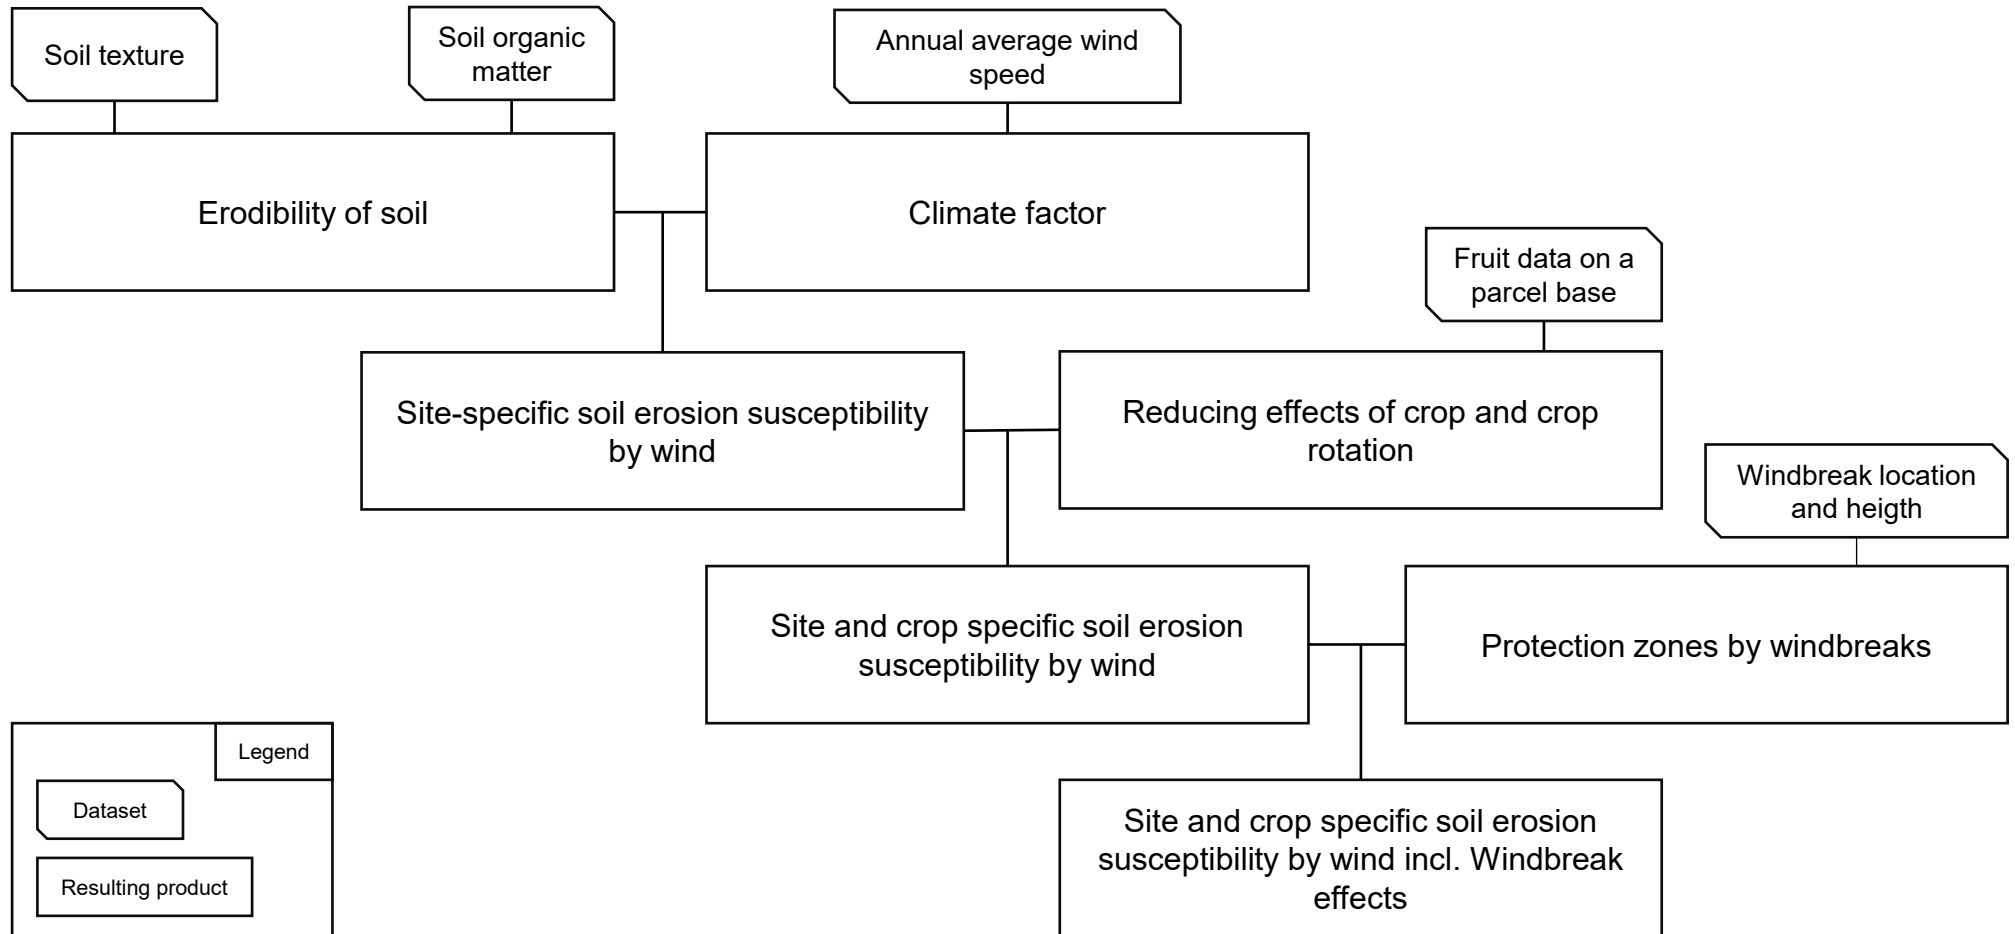 Soil texture
Soil organic
matter
Annual average wind
speed
Erodibility of soil
Climate factor
Fruit data on a
parcel base
Site-specific soil erosion susceptibility
by wind
Reducing effects of crop and crop
rotation
Windbreak location
and heigth
Site and crop specific soil erosion
susceptibility by wind
Protection zones by windbreaks
Legend
Dataset
Resulting product
Site and crop specific soil erosion
susceptibility by wind incl. Windbreak
effects